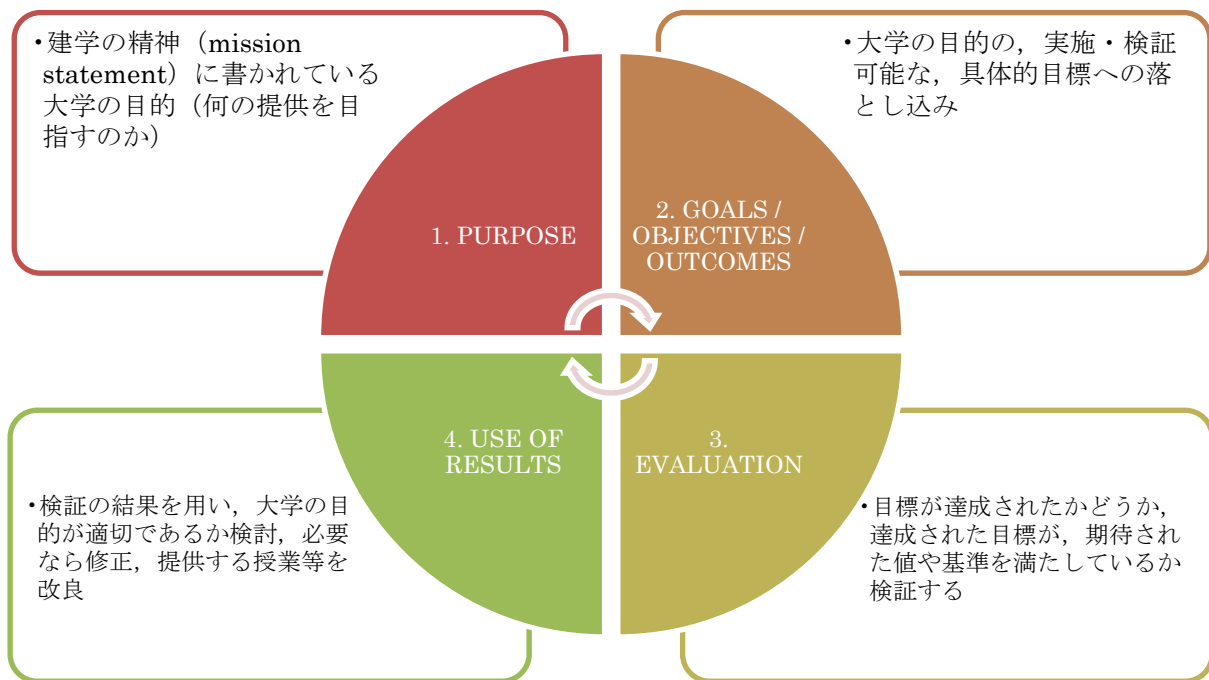 ・建学の精神（mission
statement）に書かれている
大学の目的（何の提供を目
指すのか）
・大学の目的の，実施・検証
可能な，具体的目標への落
とし込み
1. PURPOSE
2. GOALS /
OBJECTIVES /
OUTCOMES
4. USE OF
RESULTS
3.
EVALUATION
・検証の結果を用い，大学の目
的が適切であるか検討，必要
なら修正，提供する授業等を
改良
・目標が達成されたかどうか，
達成された目標が，期待され
た値や基準を満たしているか
検証する